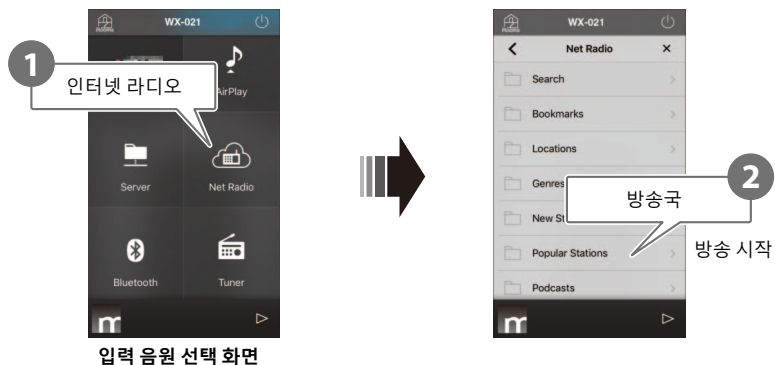 WX-021
Rooms
1
인터넷 라디오
AirPlay
Server
Net Radio
Bluetooth
Tuner
m
입력 음원 선택 화면
WX-021
Rooms
Net Radio
Search
Bookmarks
Locations
Genres
2
방송국
New St
Popular Stations
방송 시작
Podcasts
m